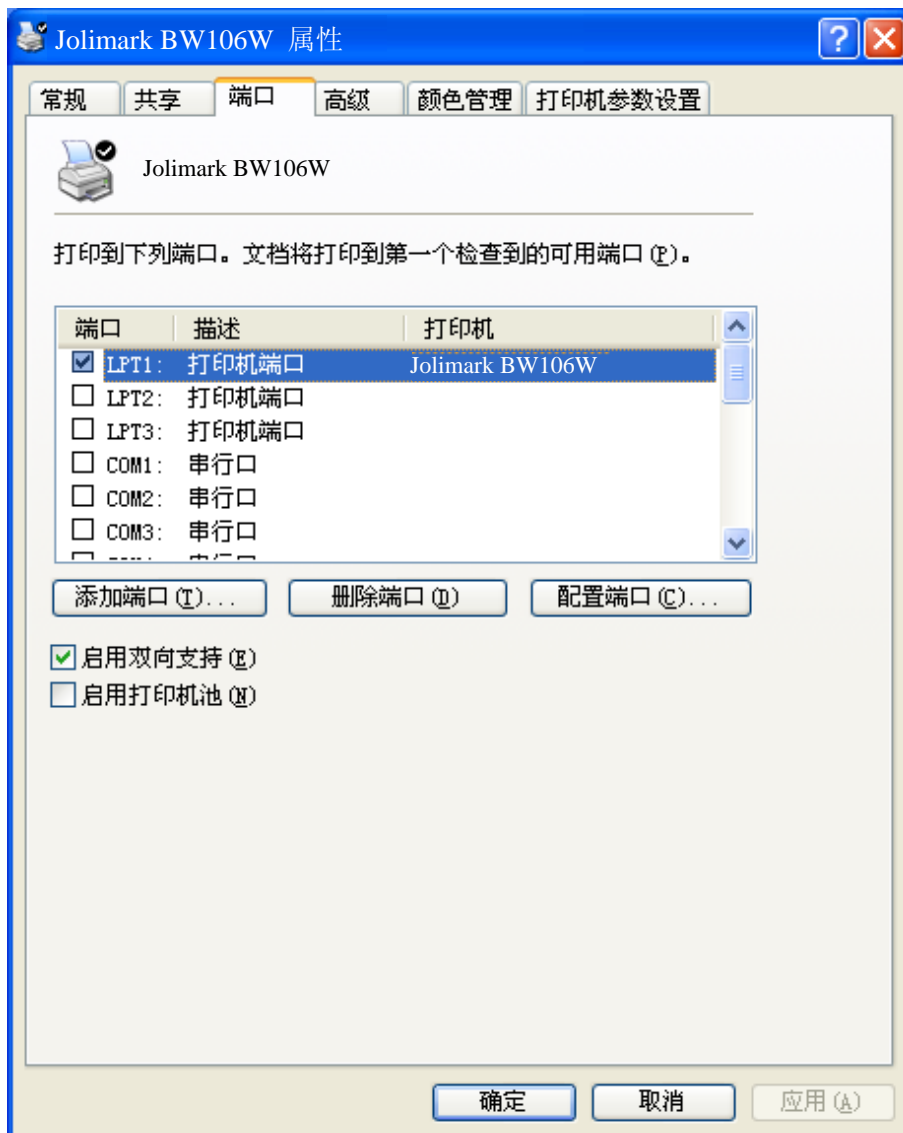 Jolimark BW106W 属性
常规 共享 端口 高级 颜色管理 打印机参数设置
Jolimark BW106W
打印到下列端口。文档将打印到第一个检查到的可用端口(P)。
端口 描述 打印机
LPT1: 打印机端口 Jolimark BW106W
LPT2: 打印机端口
LPT3: 打印机端口
COM1: 串行口
COM2: 串行口
COM3: 串行口
添加端口(T)... 删除端口(D) 配置端口(C)...
启用双向支持(E)
启用打印机池(N)
确定 取消 应用(A)